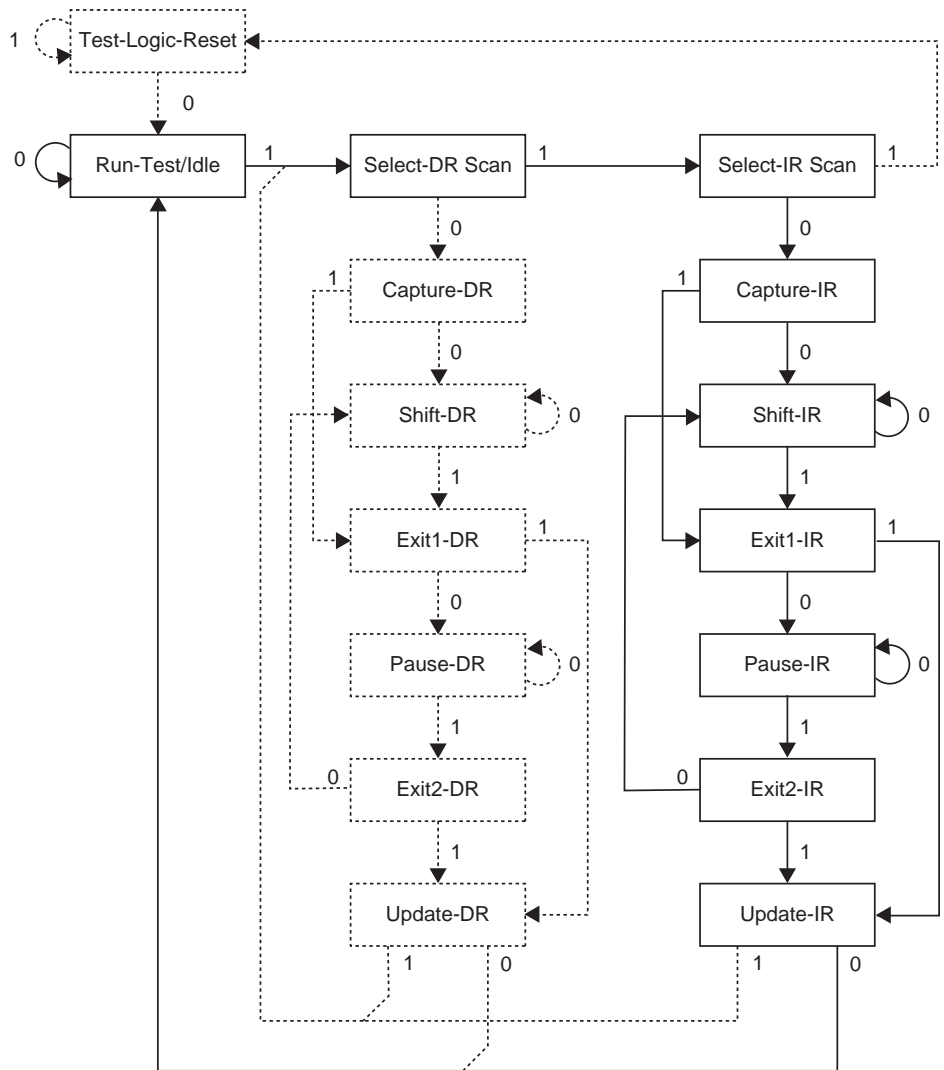 1 Test-Logic-Reset
0
0 Run-Test/Idle 1 Select-DR Scan 1 Select-IR Scan 1
0 0
1 Capture-DR 1 Capture-IR
0 0
Shift-DR 0 Shift-IR 0
1 1
Exit1-DR 1 Exit1-IR 1
0 0
Pause-DR 0 Pause-IR 0
1 1
0 Exit2-DR 0 Exit2-IR
1 1
Update-DR Update-IR
1 0 1 0